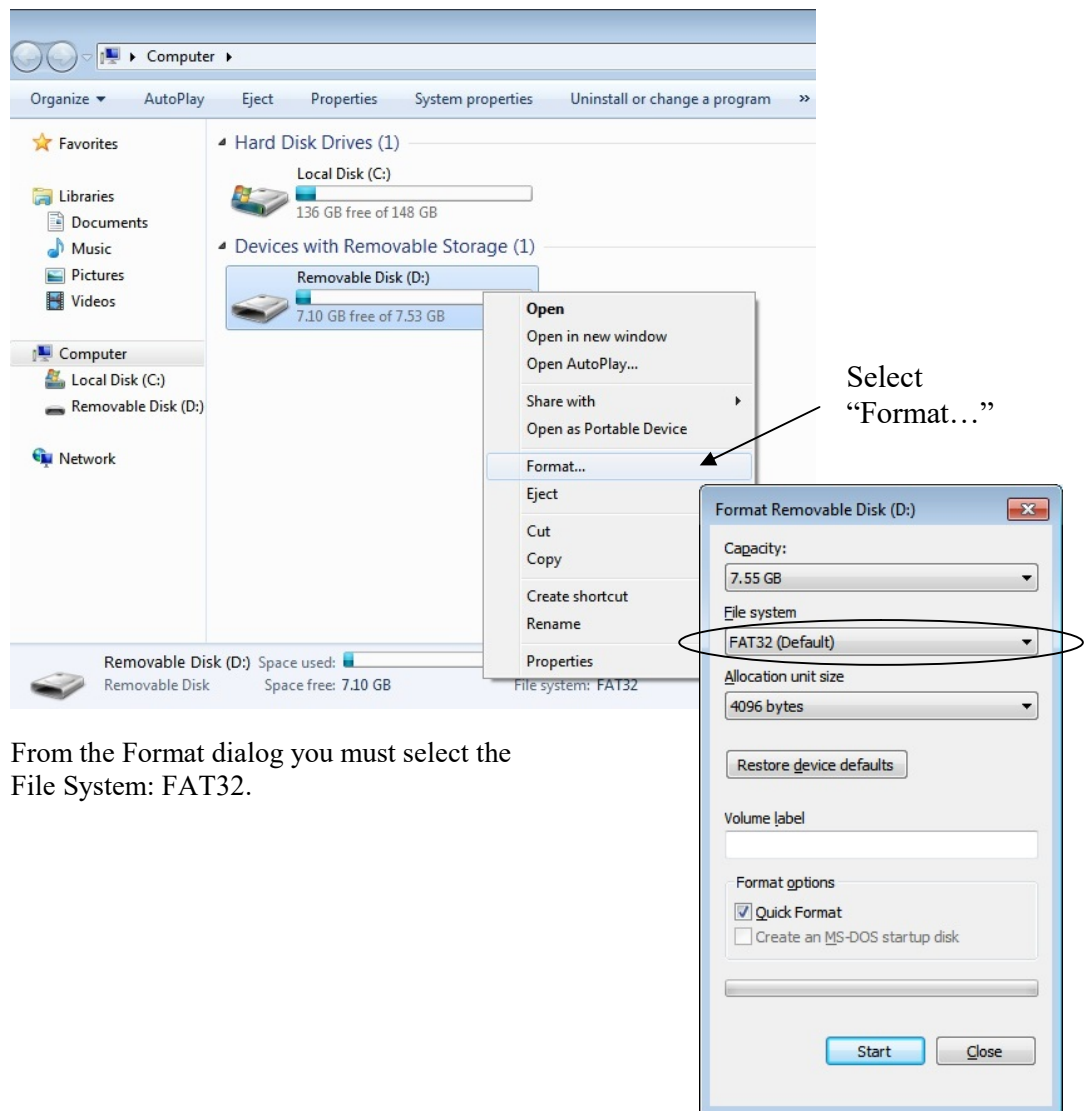 Computer
Organize AutoPlay Eject Properties System properties Uninstall or change a program »
Favorites
Libraries
Documents
Music
Pictures
Videos
Computer
Local Disk (C:)
Removable Disk (D:)
Network
Hard Disk Drives (1)
Local Disk (C:)
136 GB free of 148 GB
Devices with Removable Storage (1)
Removable Disk (D:)
7.10 GB free of 7.53 GB
Open
Open in new window
Open AutoPlay...
Share with
Open as Portable Device
Format...
Eject
Cut
Copy
Create shortcut
Rename
Properties
Select
“Format…”
Removable Disk (D:) Space used:
Removable Disk Space free: 7.10 GB File system: FAT32
From the Format dialog you must select the
File System: FAT32.
Format Removable Disk (D:)
Capacity:
7.55 GB
File system
FAT32 (Default)
Allocation unit size
4096 bytes
Restore device defaults
Volume label
Format options
Quick Format
Create an MS-DOS startup disk
Start Close